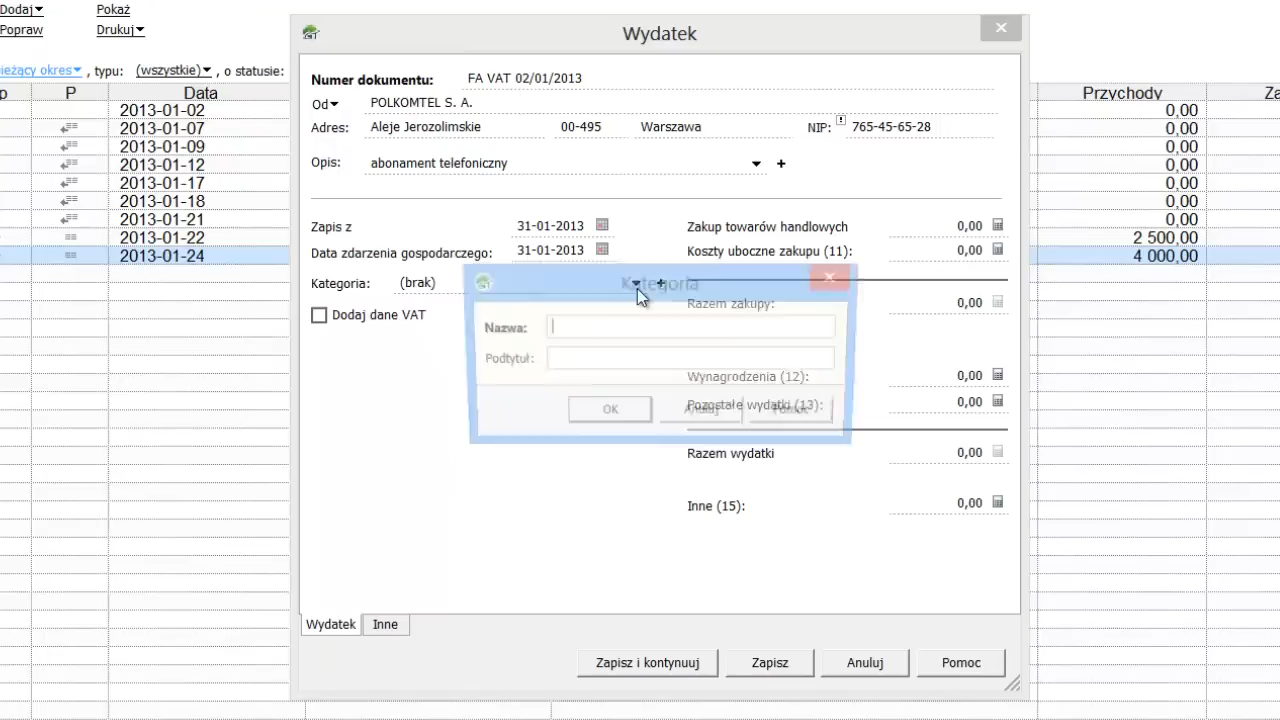 Dodaj Pokaż
Popraw Drukuj
ieżący okres , typu: (wszystkie) , o statusie:
p P Data Przychody Za
2013-01-02 0,00
2013-01-07 0,00
2013-01-09 0,00
2013-01-12 0,00
2013-01-17 0,00
2013-01-18 0,00
2013-01-21 0,00
2013-01-22 2 500,00
2013-01-24 4 000,00
Wydatek
Numer dokumentu: FA VAT 02/01/2013
Od POLKOMTEL S. A.
Adres: Aleje Jerozolimskie 00-495 Warszawa NIP: 765-45-65-28
Opis: abonament telefoniczny +
Zapis z 31-01-2013 Zakup towarów handlowych 0,00
Data zdarzenia gospodarczego: 31-01-2013 Koszty uboczne zakupu (11): 0,00
Kategoria: (brak) +
Razem zakupy: 0,00
Dodaj dane VAT
Wynagrodzenia (12): 0,00
Pozostałe wydatki (13): 0,00
Razem wydatki 0,00
Inne (15): 0,00
Kategoria
Nazwa:
Podtytuł:
OK Anuluj Pomoc
Wydatek Inne
Zapisz i kontynuuj Zapisz Anuluj Pomoc